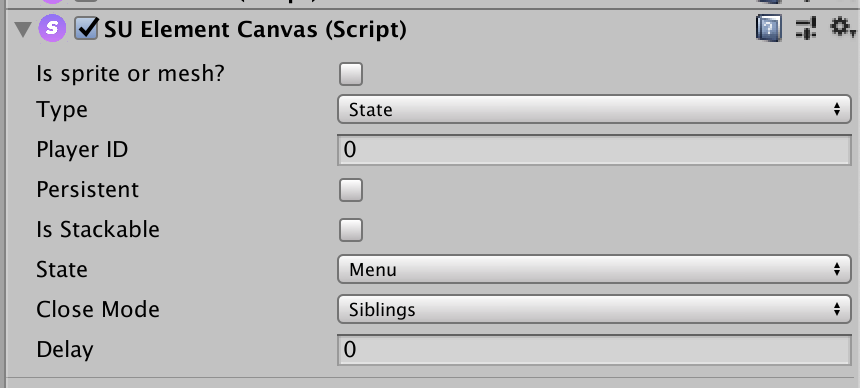 SU Element Canvas (Script)
Is sprite or mesh?
Type State
Player ID 0
Persistent
Is Stackable
State Menu
Close Mode Siblings
Delay 0